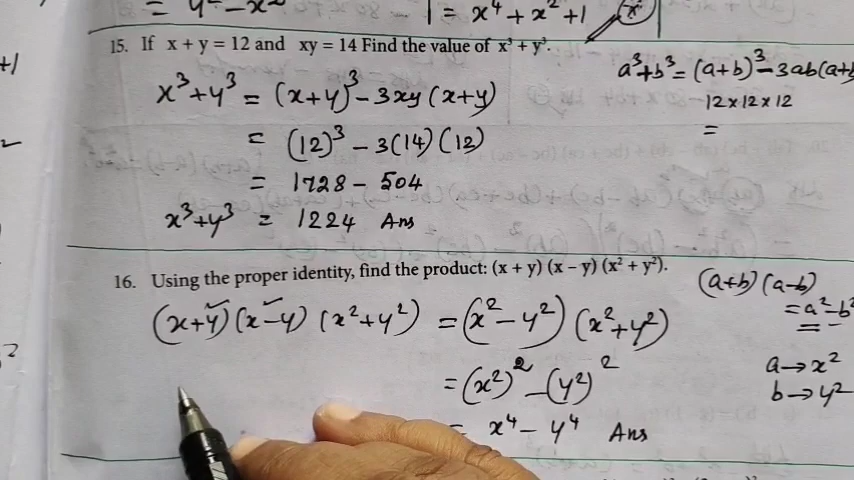 = x⁴ + x² + 1
15. If x + y = 12 and xy = 14 Find the value of x³ + y³.
x³ + y³ = (x + y)³ - 3xy (x + y)
= (12)³ - 3(14) (12)
= 1728 - 504
x³ + y³ = 1224 Ans
a³ + b³ = (a+b)³ - 3ab(a+b
12 x 12 x 12
=
16. Using the proper identity, find the product: (x + y) (x − y) (x² + y²).
(x+y) (x-y) (x² + y²) = (x² - y²) (x² + y²)
= (x²)² - (y²)²
= x⁴ - y⁴ Ans
(a+b) (a-b)
= a² - b²
a → x²
b → y²